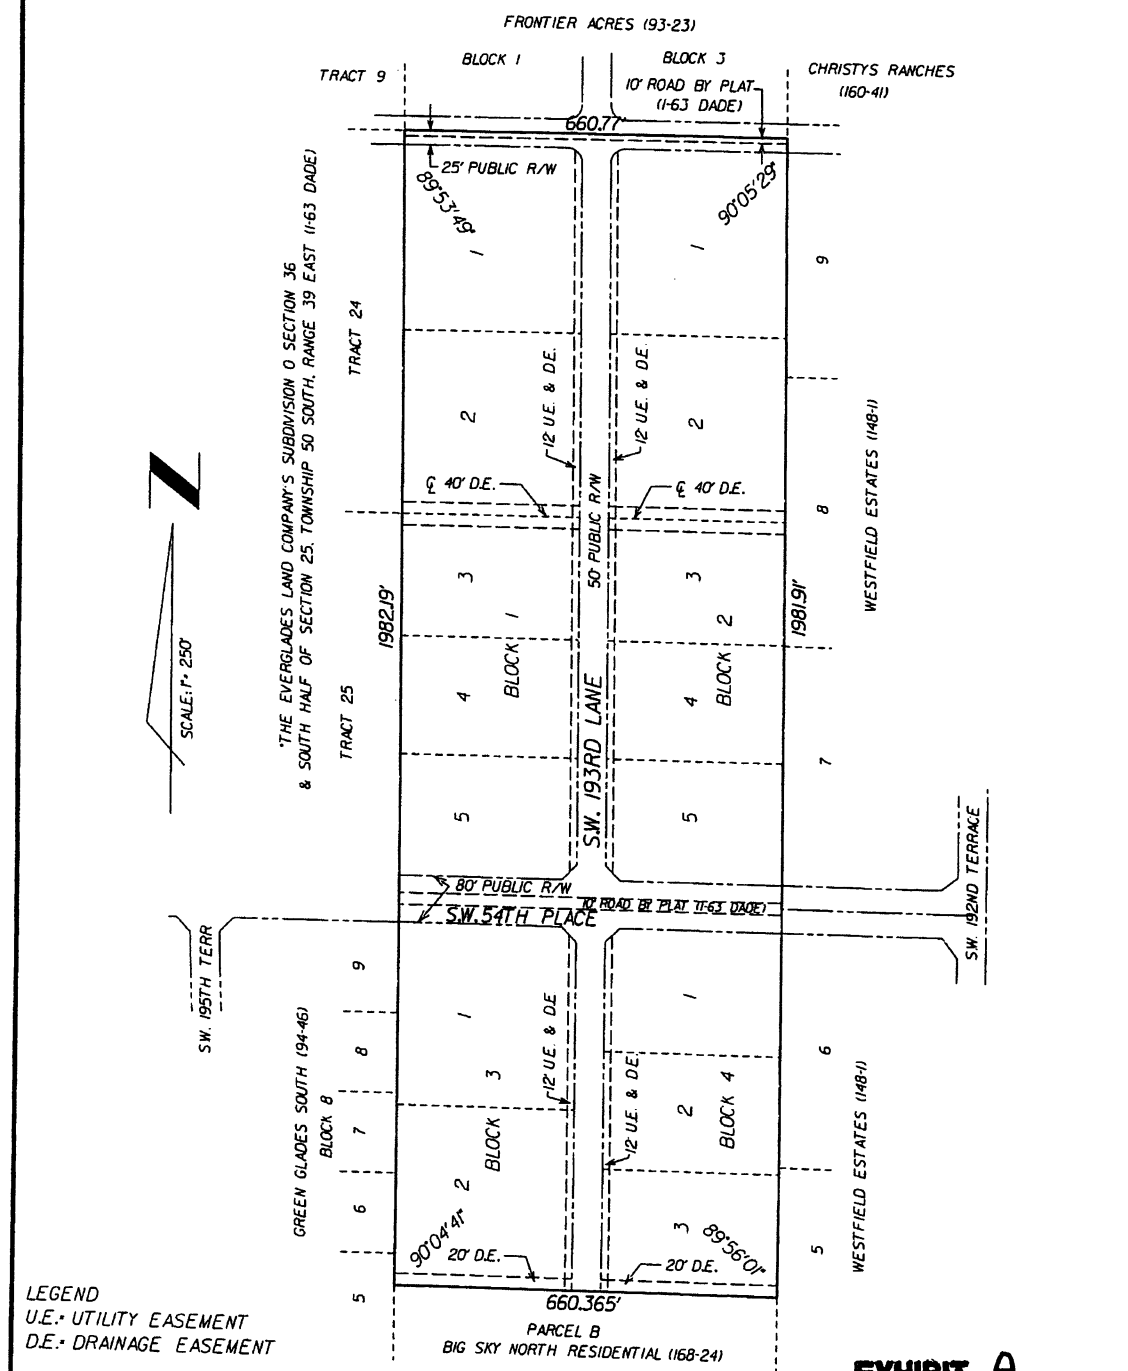 FRONTIER ACRES (93-23)
BLOCK 1
BLOCK 3
TRACT 9
10' ROAD BY PLAT
(1-63 DADE)
CHRISTYS RANCHES
(160-41)
660.77'
25' PUBLIC R/W
89°53'49"
90°05'29"
1
1
9
"THE EVERGLADES LAND COMPANY'S SUBDIVISION O SECTION 36
& SOUTH HALF OF SECTION 25, TOWNSHIP 50 SOUTH, RANGE 39 EAST (1-63 DADE)
TRACT 24
12' U.E. & D.E.
12' U.E. & D.E.
2
2
WESTFIELD ESTATES (148-1)
℄ 40' D.E.
℄ 40' D.E.
8
50' PUBLIC R/W
Z
SCALE: 1"= 250'
1982.19'
1981.91'
3
3
BLOCK 1
BLOCK 2
TRACT 25
4
4
S.W. 193RD LANE
7
5
5
80' PUBLIC R/W
10' ROAD BY PLAT (1-63 DADE)
S.W. 54TH PLACE
S.W. 192ND TERRACE
S.W. 195TH TERR
9
1
1
12' U.E. & D.E.
12' U.E. & D.E.
GREEN GLADES SOUTH (94-46)
BLOCK 8
8
6
BLOCK 3
BLOCK 4
2
7
2
WESTFIELD ESTATES (148-1)
6
3
5
90°04'41"
89°56'01"
20' D.E.
20' D.E.
5
660.365'
LEGEND
U.E.= UTILITY EASEMENT
D.E.= DRAINAGE EASEMENT
PARCEL B
BIG SKY NORTH RESIDENTIAL (168-24)
EXHIBIT A